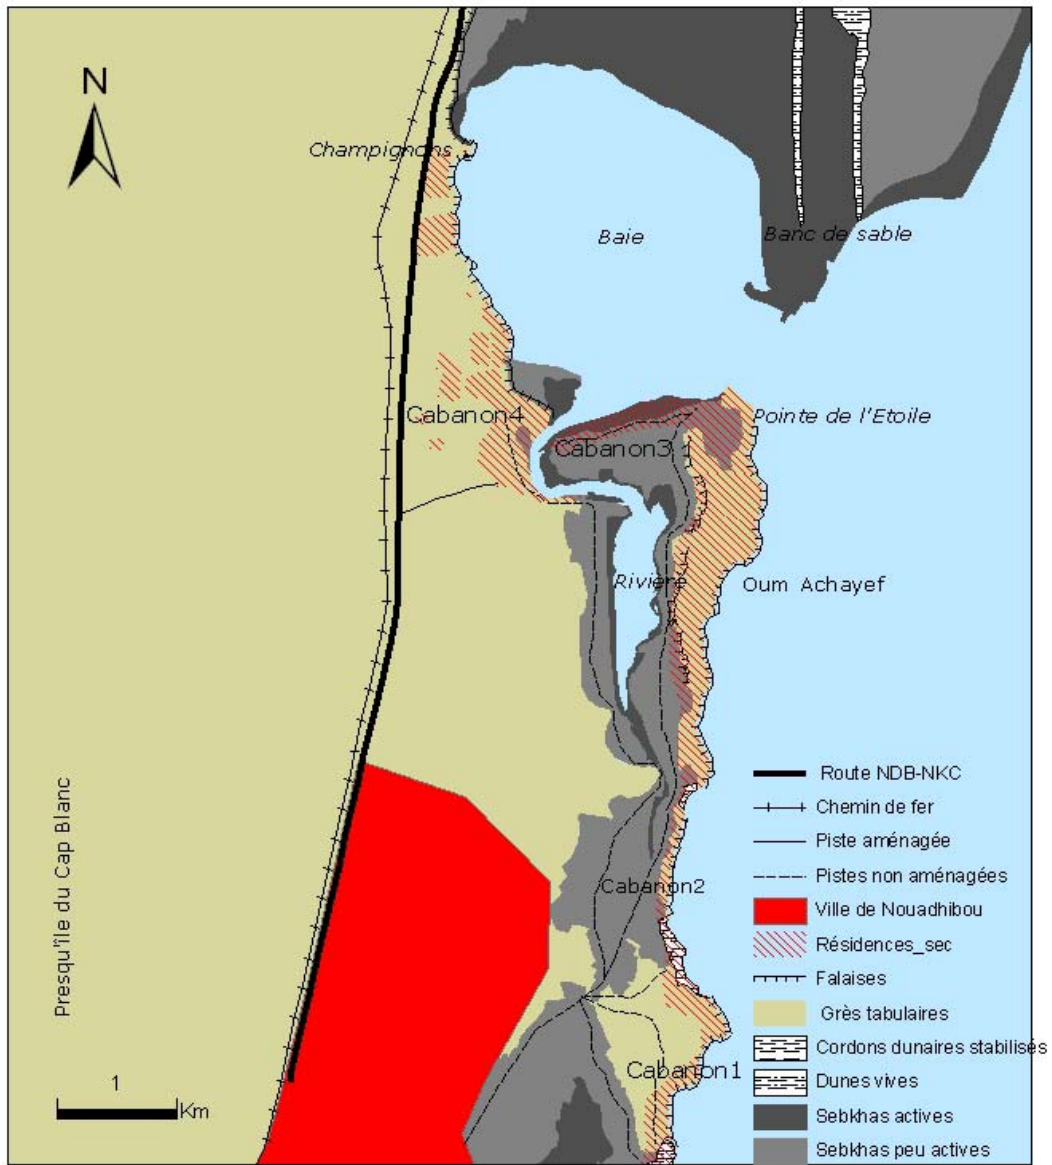 N
Champignons
Baie
Banc de sable
Cabanon4
Pointe de l'Etoile
Cabanon3
Rivière
Oum Achayef
Presqu'île du Cap Blanc
Route NDB-NKC
Chemin de fer
Piste aménagée
Pistes non aménagées
Cabanon2
Ville de Nouadhibou
Résidences_sec
Falaises
Grès tabulaires
Cordons dunaires stabilisés
Cabanon1
Dunes vives
1
Km
Sebkhas actives
Sebkhas peu actives